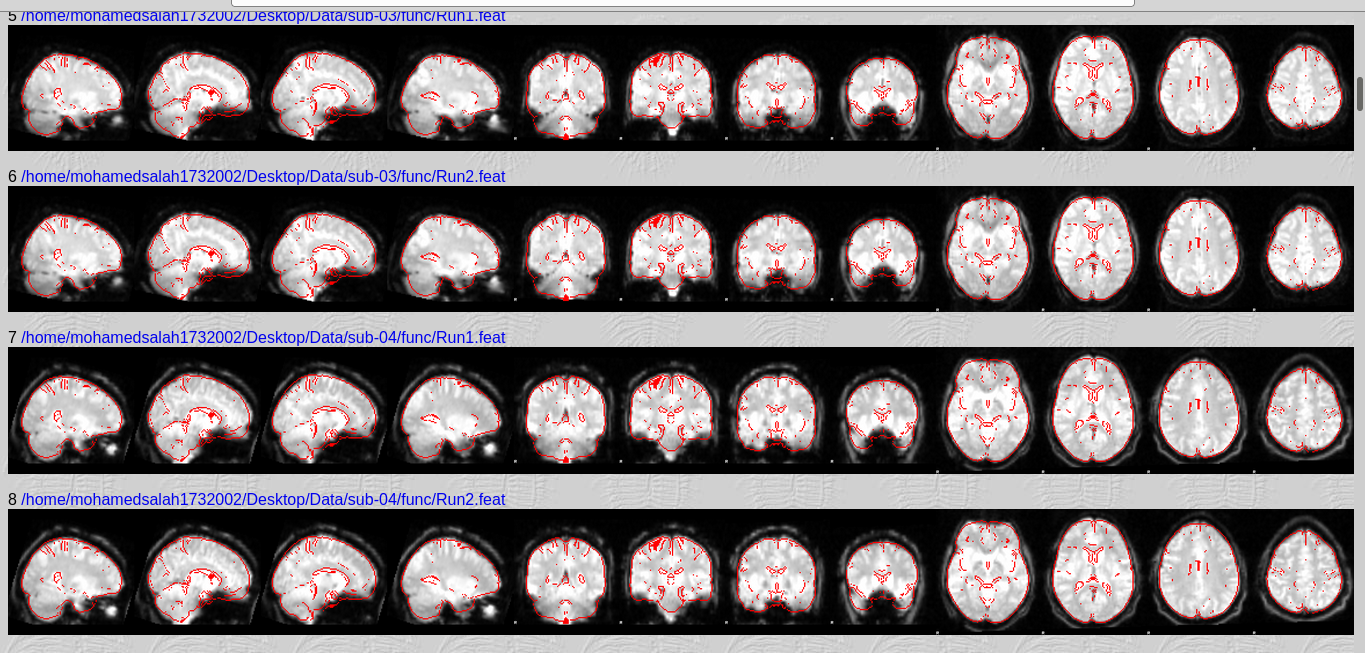 5 /home/mohamedsalah1732002/Desktop/Data/sub-03/func/Run1.feat
6 /home/mohamedsalah1732002/Desktop/Data/sub-03/func/Run2.feat
7 /home/mohamedsalah1732002/Desktop/Data/sub-04/func/Run1.feat
8 /home/mohamedsalah1732002/Desktop/Data/sub-04/func/Run2.feat